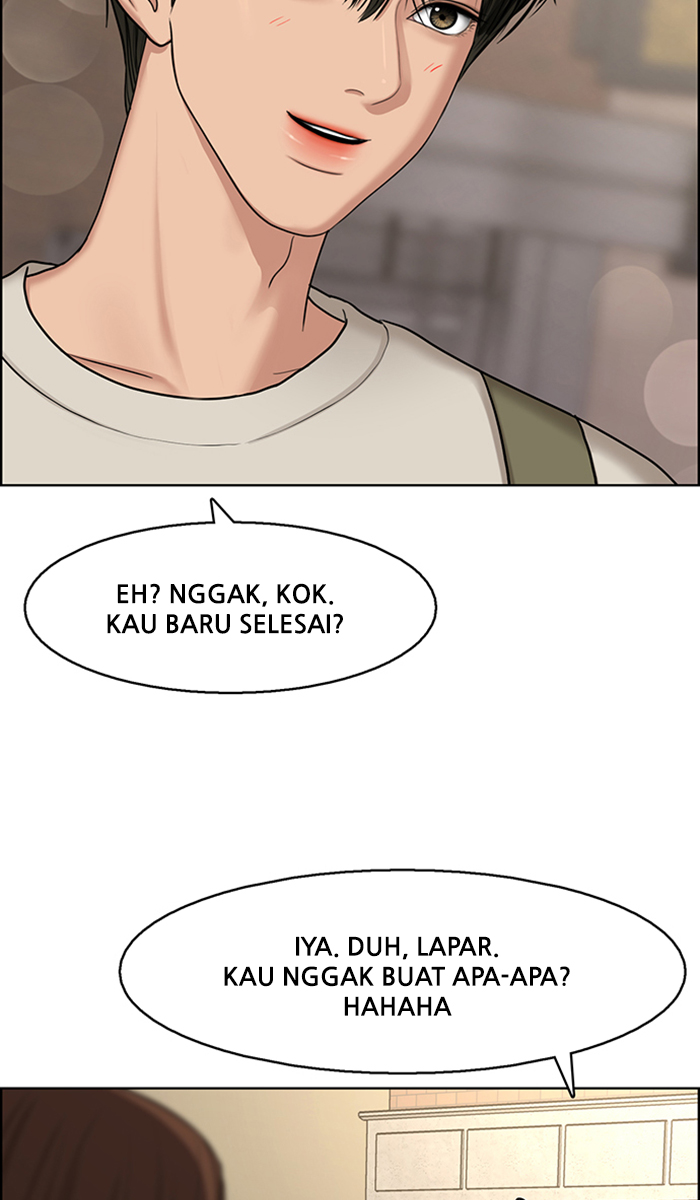 EH? NGGAK, KOK.
KAU BARU SELESAI?
IYA. DUH, LAPAR.
KAU NGGAK BUAT APA-APA?
HAHAHA